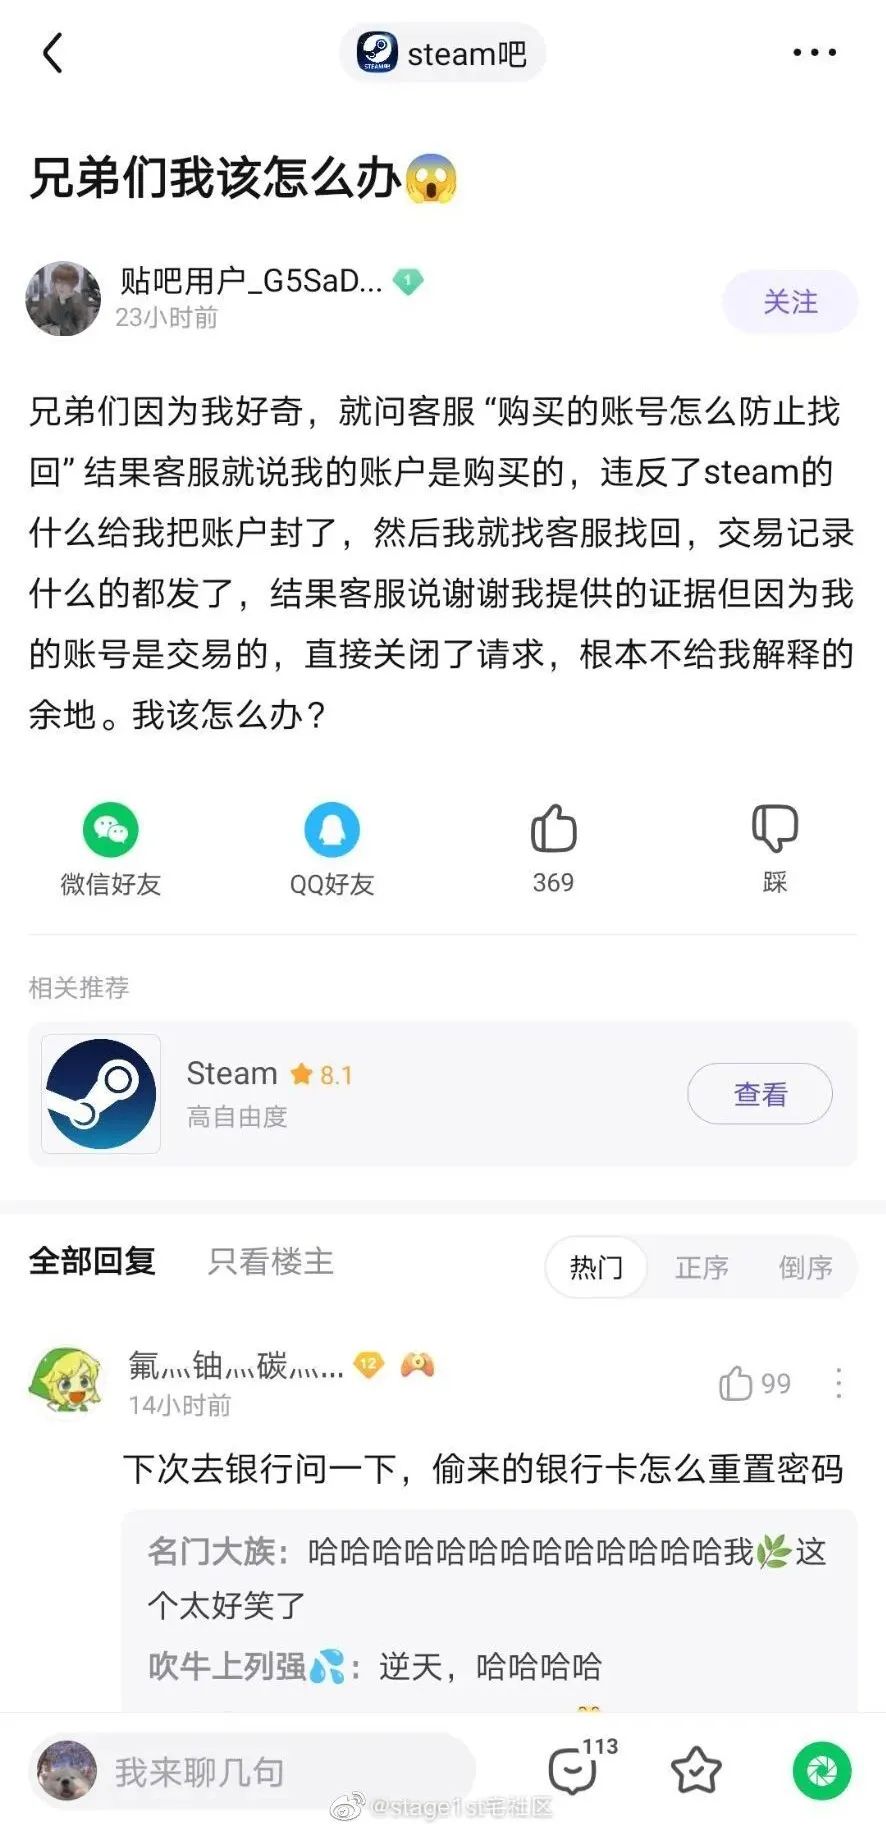 steam吧
兄弟们我该怎么办😱
贴吧用户_G5SaD... 1
23小时前
关注
兄弟们因为我好奇，就问客服“购买的账号怎么防止找
回”结果客服就说我的账户是购买的，违反了steam的
什么给我把账户封了，然后我就找客服找回，交易记录
什么的都发了，结果客服说谢谢我提供的证据但因为我
的账号是交易的，直接关闭了请求，根本不给我解释的
余地。我该怎么办？
微信好友
QQ好友
369
踩
相关推荐
Steam 8.1
高自由度
查看
全部回复
只看楼主
热门
正序
倒序
氟灬铀灬碳灬... 12
14小时前
99
下次去银行问一下，偷来的银行卡怎么重置密码
名门大族：哈哈哈哈哈哈哈哈哈哈哈哈哈我🌿这
个太好笑了
吹牛上列强💦：逆天，哈哈哈哈
我来聊几句
113
@stage1st宅社区